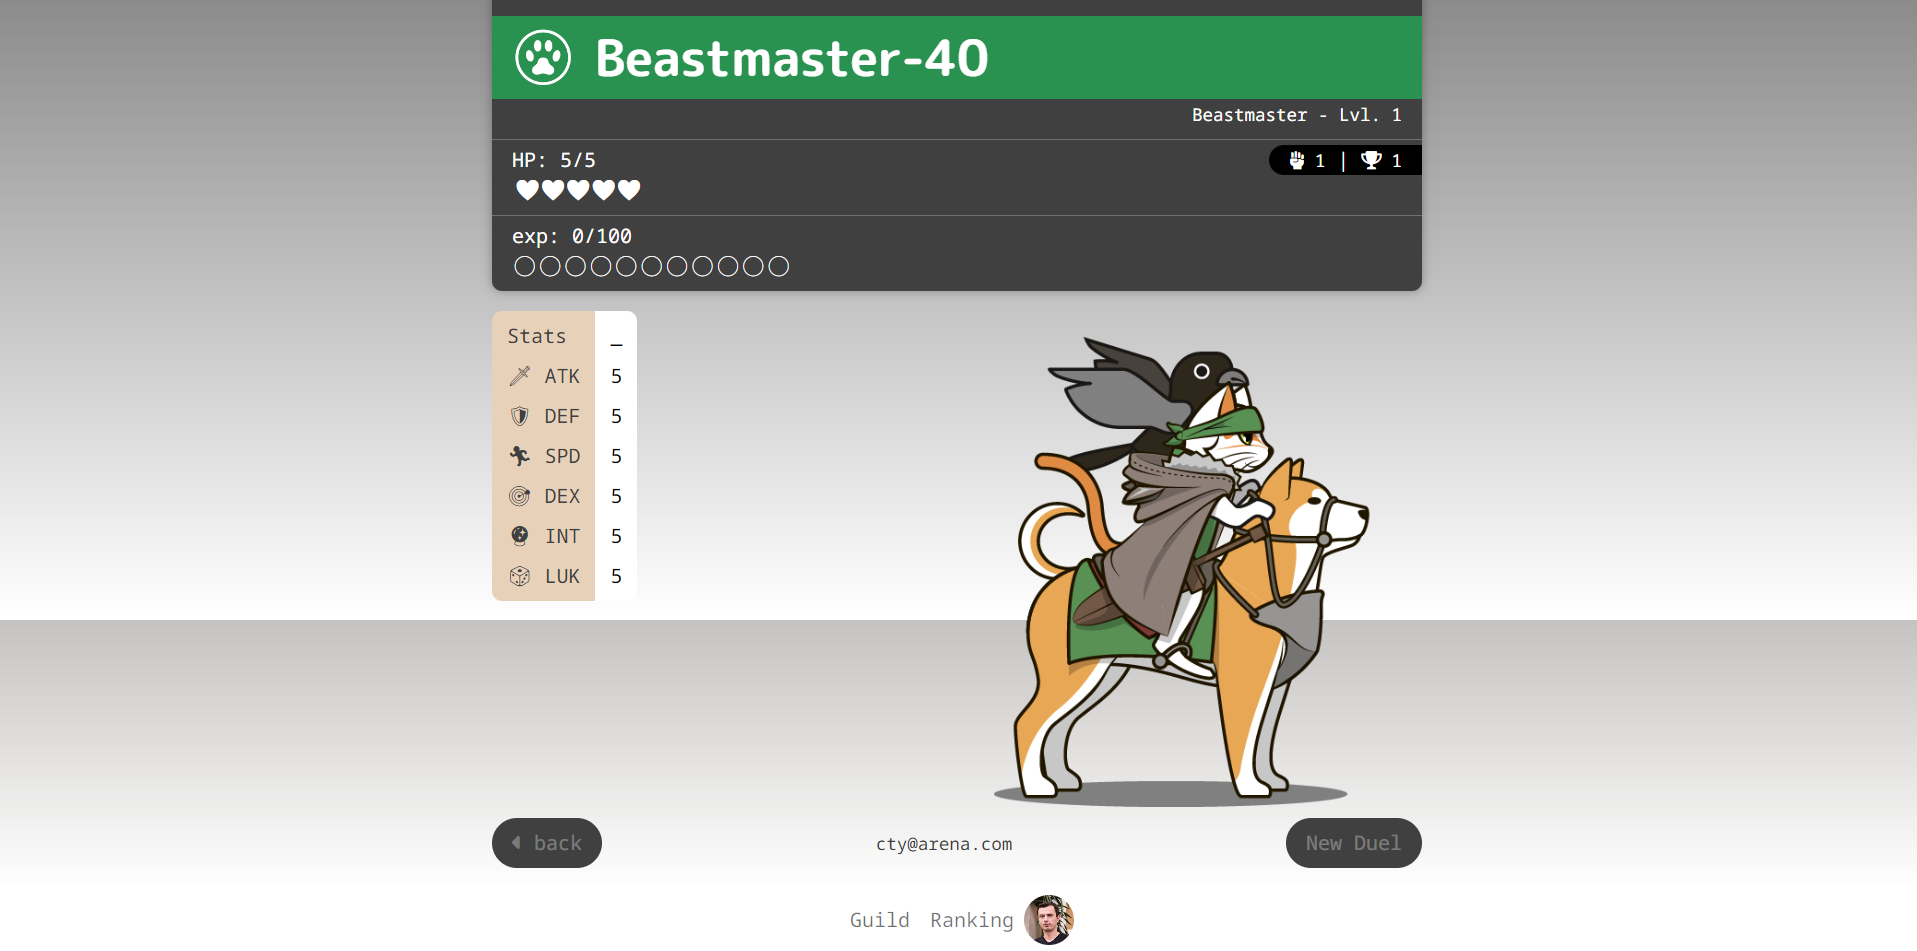 Beastmaster-40
Beastmaster - Lvl. 1
HP: 5/5
1 | 1
exp: 0/100
Stats _
ATK 5
DEF 5
SPD 5
DEX 5
INT 5
LUK 5
back
cty@arena.com
New Duel
Guild Ranking